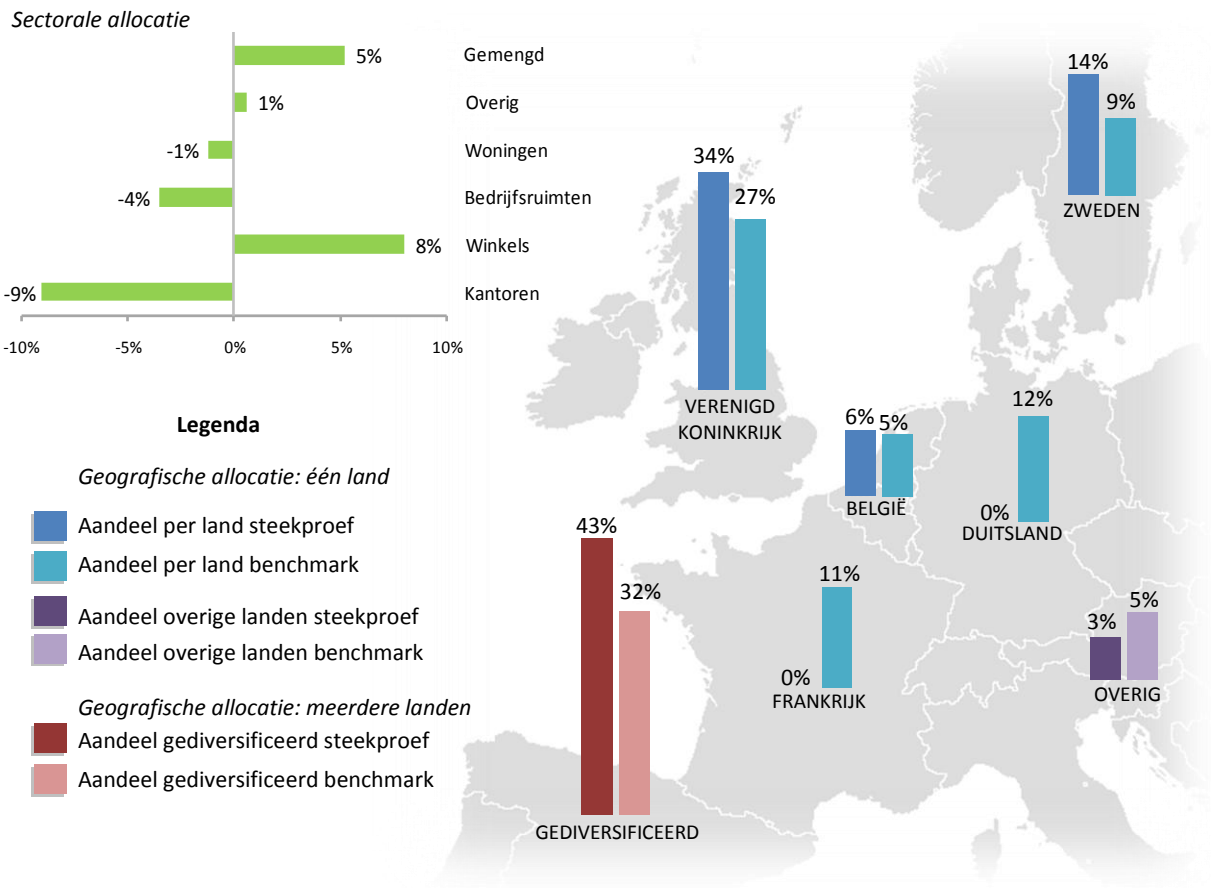 Sectorale allocatie
5% Gemengd
1% Overig
-1% Woningen
-4% Bedrijfsruimten
8% Winkels
-9% Kantoren
-10% -5% 0% 5% 10%
Legenda
Geografische allocatie: één land
Aandeel per land steekproef
Aandeel per land benchmark
Aandeel overige landen steekproef
Aandeel overige landen benchmark
Geografische allocatie: meerdere landen
Aandeel gediversificeerd steekproef
Aandeel gediversificeerd benchmark
14%
9%
ZWEDEN
34%
27%
VERENIGD
KONINKRIJK
6% 5%
BELGIË
12%
0%
DUITSLAND
43%
32%
GEDIVERSIFICEERD
11%
0%
FRANKRIJK
5%
3%
OVERIG